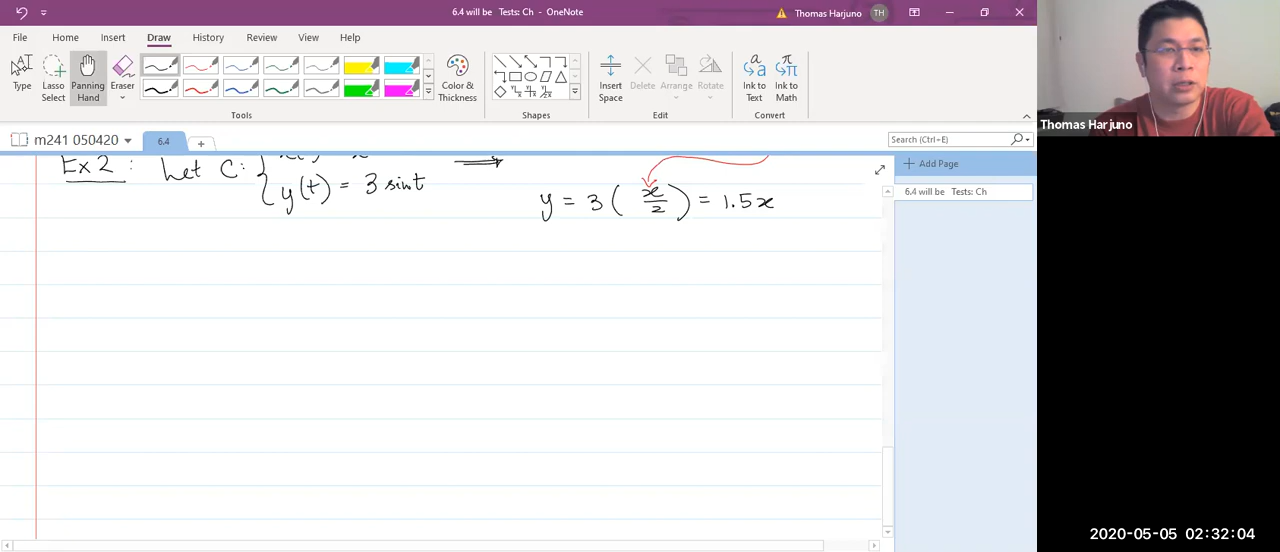 6.4 will be Tests: Ch - OneNote
Thomas Harjuno TH
File Home Insert Draw History Review View Help
Type
Lasso Select
Panning Hand
Eraser
Color & Thickness
Insert Space
Delete
Arrange
Rotate
Ink to Text
Ink to Math
Tools
Shapes
Edit
Convert
m241 050420
6.4
Search (Ctrl+E)
Add Page
6.4 will be Tests: Ch
Ex 2 : Let C:
y(t) = 3 sint
y = 3 ( x/2 ) = 1.5x
Thomas Harjuno
2020-05-05 02:32:04